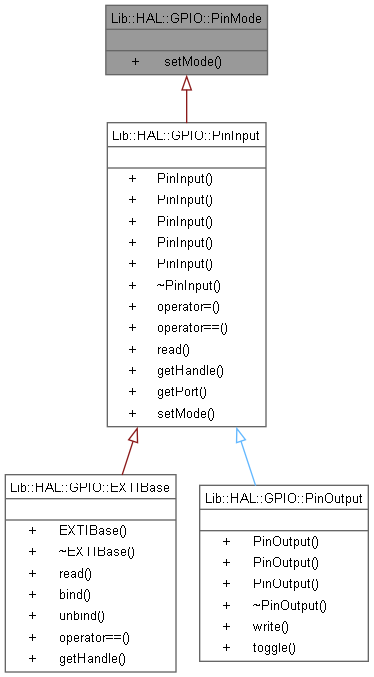 Lib::HAL::GPIO::PinMode
+ setMode()
Lib::HAL::GPIO::PinInput
+ PinInput()
+ PinInput()
+ PinInput()
+ PinInput()
+ PinInput()
+ ~PinInput()
+ operator=()
+ operator==()
+ read()
+ getHandle()
+ getPort()
+ setMode()
Lib::HAL::GPIO::EXTIBase
+ EXTIBase()
+ ~EXTIBase()
+ read()
+ bind()
+ unbind()
+ operator==()
+ getHandle()
Lib::HAL::GPIO::PinOutput
+ PinOutput()
+ PinOutput()
+ PinOutput()
+ ~PinOutput()
+ write()
+ toggle()